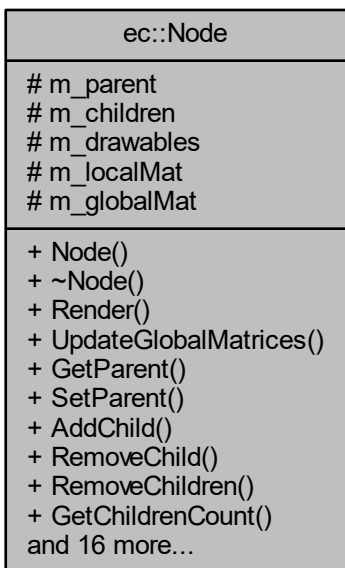 ec::Node
# m_parent
# m_children
# m_drawables
# m_localMat
# m_globalMat
+ Node()
+ ~Node()
+ Render()
+ UpdateGlobalMatrices()
+ GetParent()
+ SetParent()
+ AddChild()
+ RemoveChild()
+ RemoveChildren()
+ GetChildrenCount()
and 16 more...